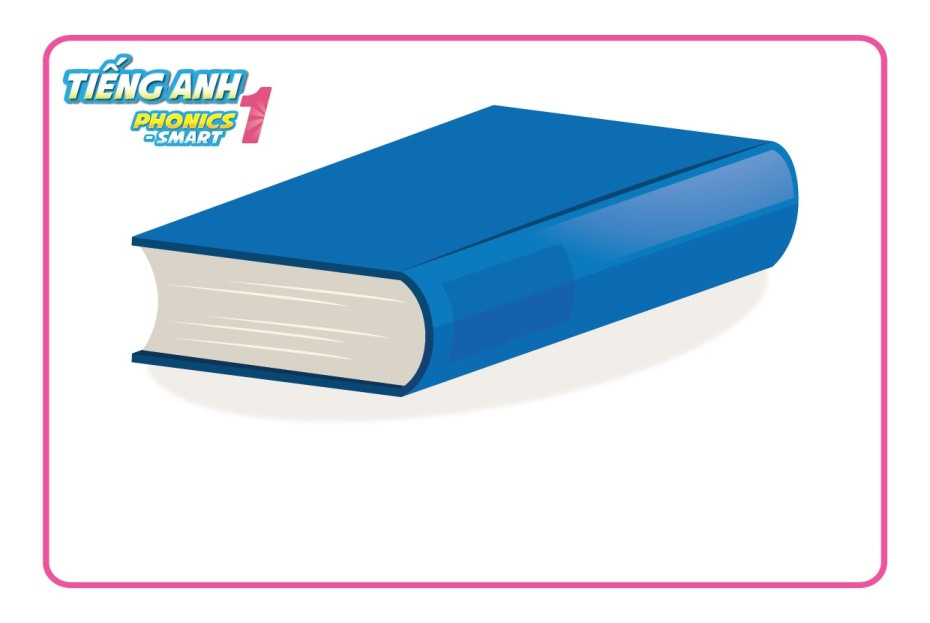 TIẾNG ANH 1
PHONICS
-SMART